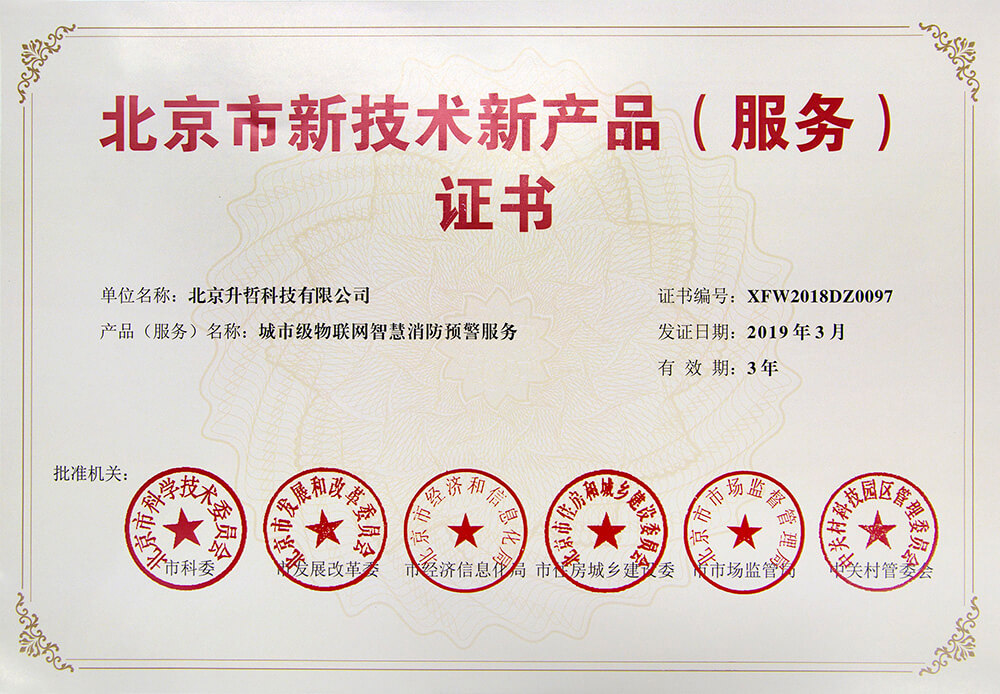 北京市新技术新产品（服务）
证书
单位名称：北京升哲科技有限公司
产品（服务）名称：城市级物联网智慧消防预警服务
证书编号：XFW2018DZ0097
发证日期：2019年3月
有 效 期：3年
批准机关：
北京市科学技术委员会
北京市发展和改革委员会
北京市经济和信息化局
北京市住房和城乡建设委员会
北京市市场监督管理局
中关村科技园区管理委员会
市科委
市发展改革委
市经济信息化局
市住房城乡建设委
市市场监管局
中关村管委会